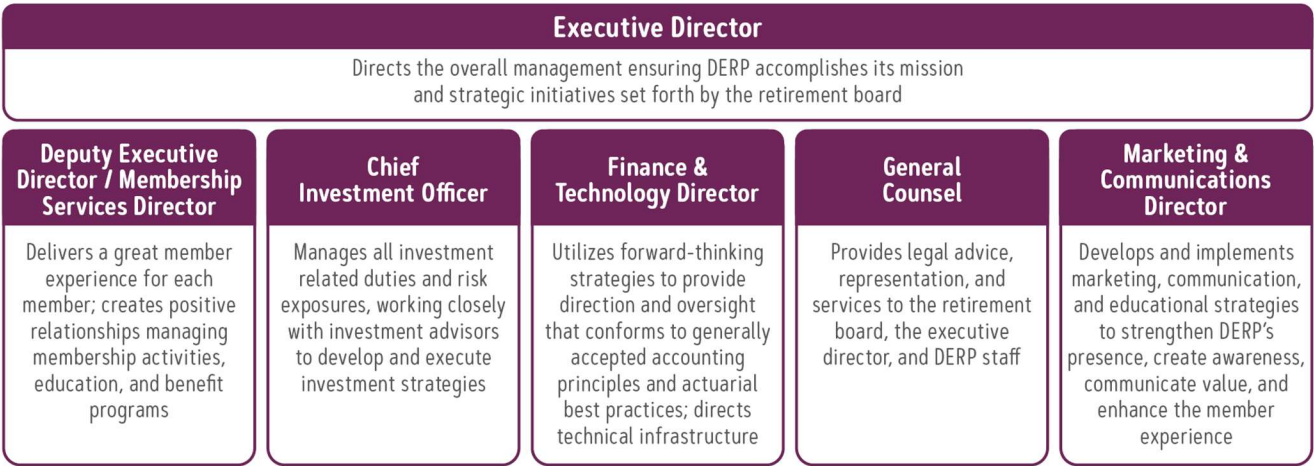 Executive Director
Directs the overall management ensuring DERP accomplishes its mission
and strategic initiatives set forth by the retirement board
Deputy Executive
Director / Membership
Services Director
Delivers a great member
experience for each
member; creates positive
relationships managing
membership activities,
education, and benefit
programs
Chief
Investment Officer
Manages all investment
related duties and risk
exposures, working closely
with investment advisors
to develop and execute
investment strategies
Finance &
Technology Director
Utilizes forward-thinking
strategies to provide
direction and oversight
that conforms to generally
accepted accounting
principles and actuarial
best practices; directs
technical infrastructure
General
Counsel
Provides legal advice,
representation, and
services to the retirement
board, the executive
director, and DERP staff
Marketing &
Communications
Director
Develops and implements
marketing, communication,
and educational strategies
to strengthen DERP’s
presence, create awareness,
communicate value, and
enhance the member
experience